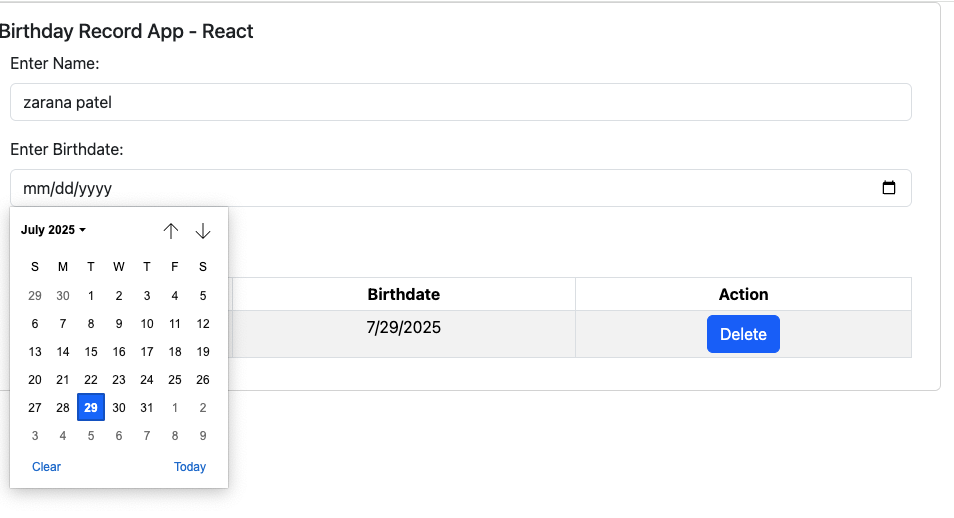 Birthday Record App - React
Enter Name:
zarana patel
Enter Birthdate:
mm/dd/yyyy
July 2025
S M T W T F S
29 30 1 2 3 4 5
6 7 8 9 10 11 12
13 14 15 16 17 18 19
20 21 22 23 24 25 26
27 28 29 30 31 1 2
3 4 5 6 7 8 9
Clear Today
Birthdate Action
7/29/2025 Delete